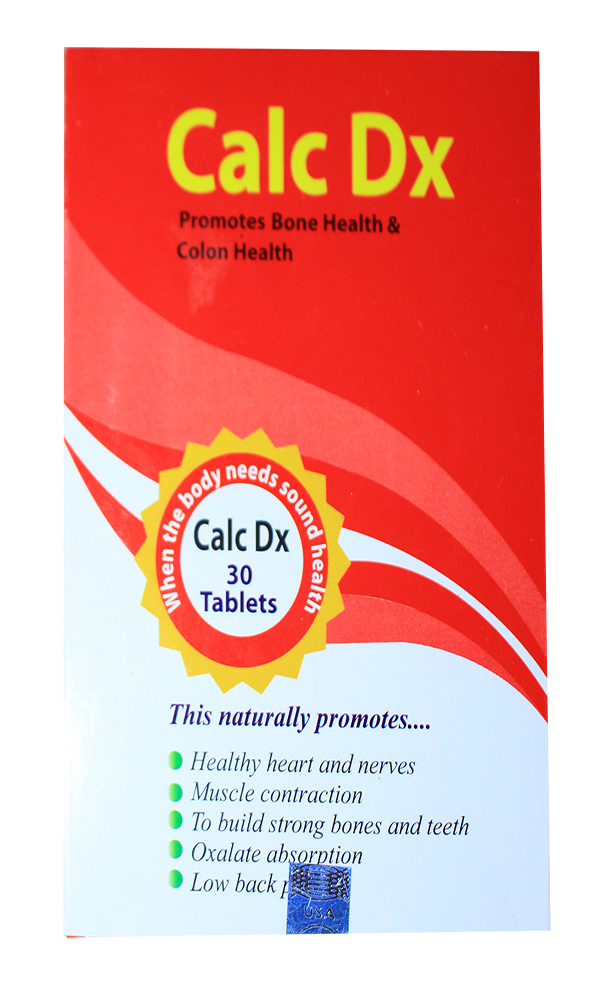 Calc Dx
Promotes Bone Health &
Colon Health
When the body needs sound health
Calc Dx
30
Tablets
This naturally promotes....
Healthy heart and nerves
Muscle contraction
To build strong bones and teeth
Oxalate absorption
Low back
USA